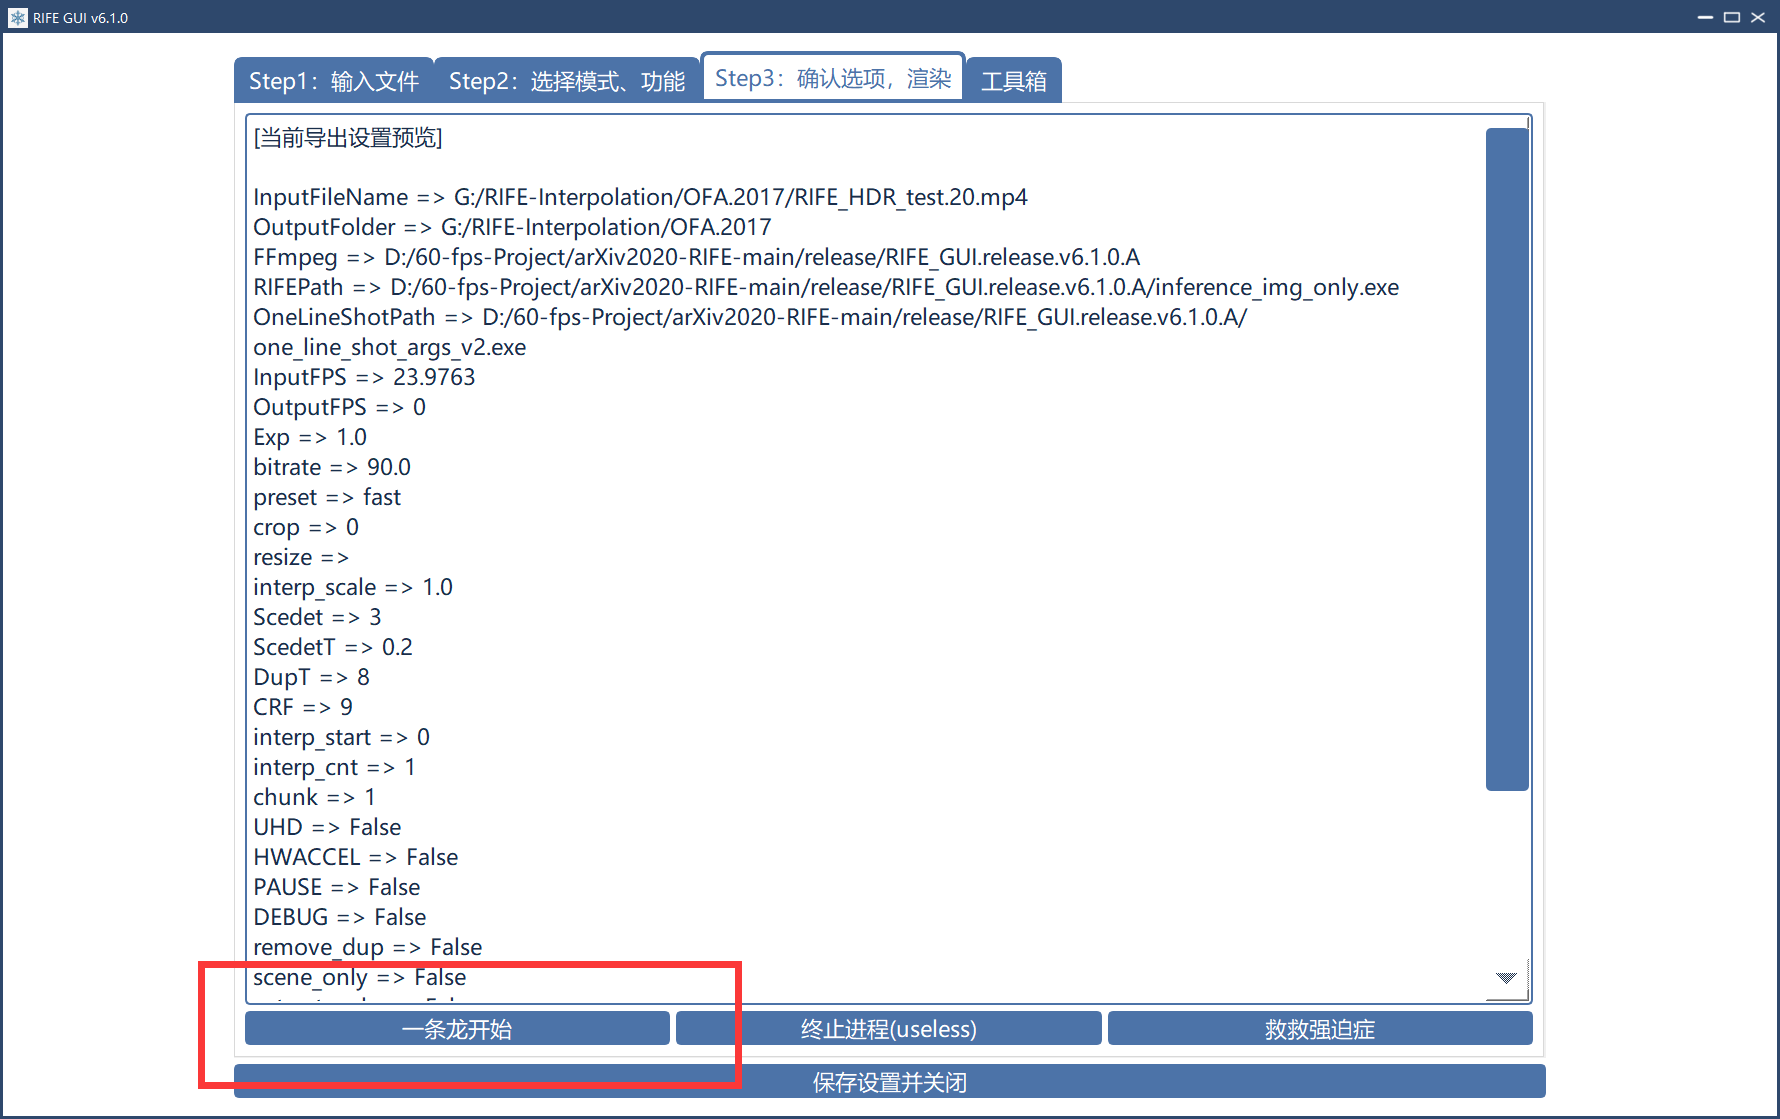 RIFE GUI v6.1.0
Step1：输入文件
Step2：选择模式、功能
Step3：确认选项，渲染
工具箱
[当前导出设置预览]
InputFileName => G:/RIFE-Interpolation/OFA.2017/RIFE_HDR_test.20.mp4
OutputFolder => G:/RIFE-Interpolation/OFA.2017
FFmpeg => D:/60-fps-Project/arXiv2020-RIFE-main/release/RIFE_GUI.release.v6.1.0.A
RIFEPath => D:/60-fps-Project/arXiv2020-RIFE-main/release/RIFE_GUI.release.v6.1.0.A/inference_img_only.exe
OneLineShotPath => D:/60-fps-Project/arXiv2020-RIFE-main/release/RIFE_GUI.release.v6.1.0.A/
one_line_shot_args_v2.exe
InputFPS => 23.9763
OutputFPS => 0
Exp => 1.0
bitrate => 90.0
preset => fast
crop => 0
resize =>
interp_scale => 1.0
Scedet => 3
ScedetT => 0.2
DupT => 8
CRF => 9
interp_start => 0
interp_cnt => 1
chunk => 1
UHD => False
HWACCEL => False
PAUSE => False
DEBUG => False
remove_dup => False
scene_only => False
一条龙开始
终止进程(useless)
救救强迫症
保存设置并关闭